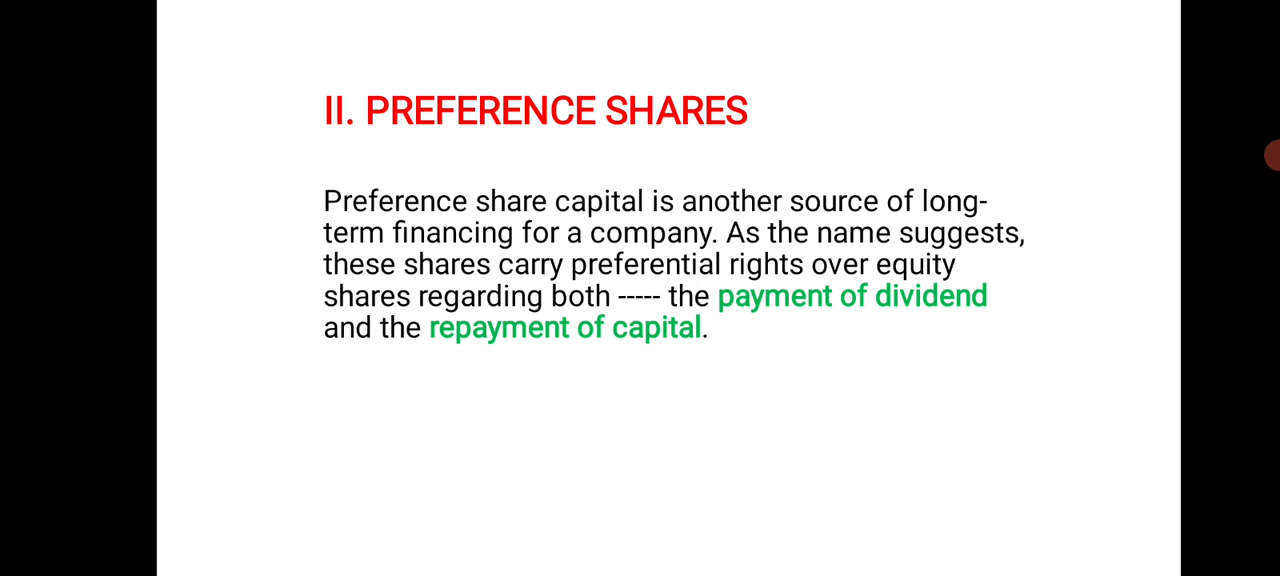 II. PREFERENCE SHARES
Preference share capital is another source of long-
term financing for a company. As the name suggests,
these shares carry preferential rights over equity
shares regarding both ----- the payment of dividend
and the repayment of capital.